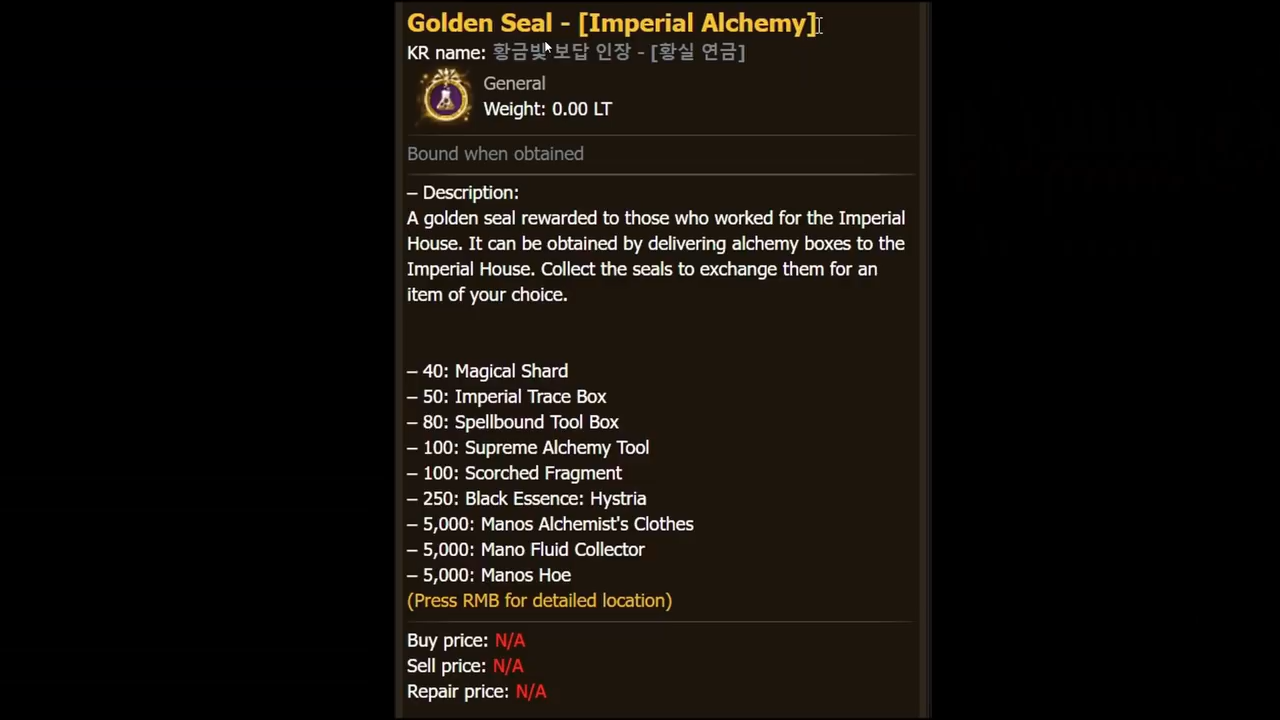 Golden Seal - [Imperial Alchemy]
KR name: 황금빛 보답 인장 - [황실 연금]
General
Weight: 0.00 LT
Bound when obtained
– Description:
A golden seal rewarded to those who worked for the Imperial
House. It can be obtained by delivering alchemy boxes to the
Imperial House. Collect the seals to exchange them for an
item of your choice.
– 40: Magical Shard
– 50: Imperial Trace Box
– 80: Spellbound Tool Box
– 100: Supreme Alchemy Tool
– 100: Scorched Fragment
– 250: Black Essence: Hystria
– 5,000: Manos Alchemist's Clothes
– 5,000: Mano Fluid Collector
– 5,000: Manos Hoe
(Press RMB for detailed location)
Buy price: N/A
Sell price: N/A
Repair price: N/A